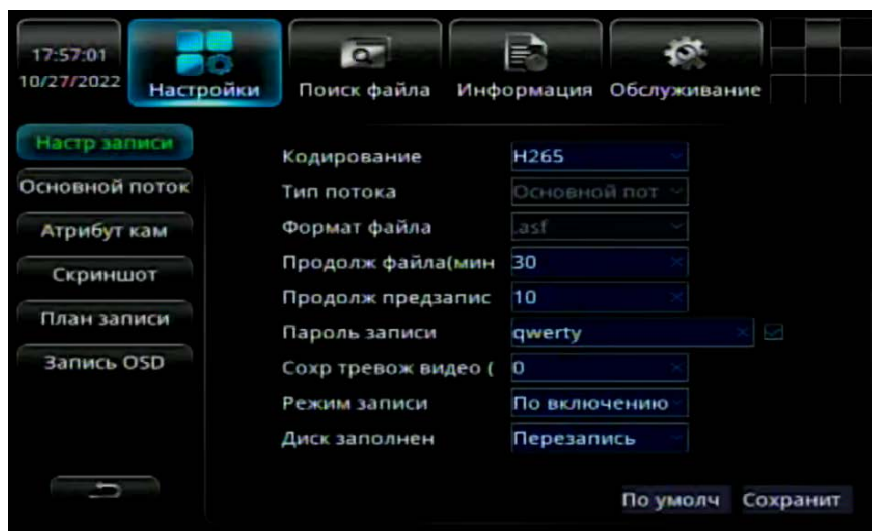 17:57:01
10/27/2022
Настройки
Поиск файла
Информация
Обслуживание
Настр записи
Основной поток
Атрибут кам
Скриншот
План записи
Запись OSD
Кодирование H265
Тип потока Основной пот
Формат файла .asf
Продолж файла(мин 30
Продолж предзапис 10
Пароль записи qwerty
Сохр тревож видео ( 0
Режим записи По включению
Диск заполнен Перезапись
По умолч Сохранит